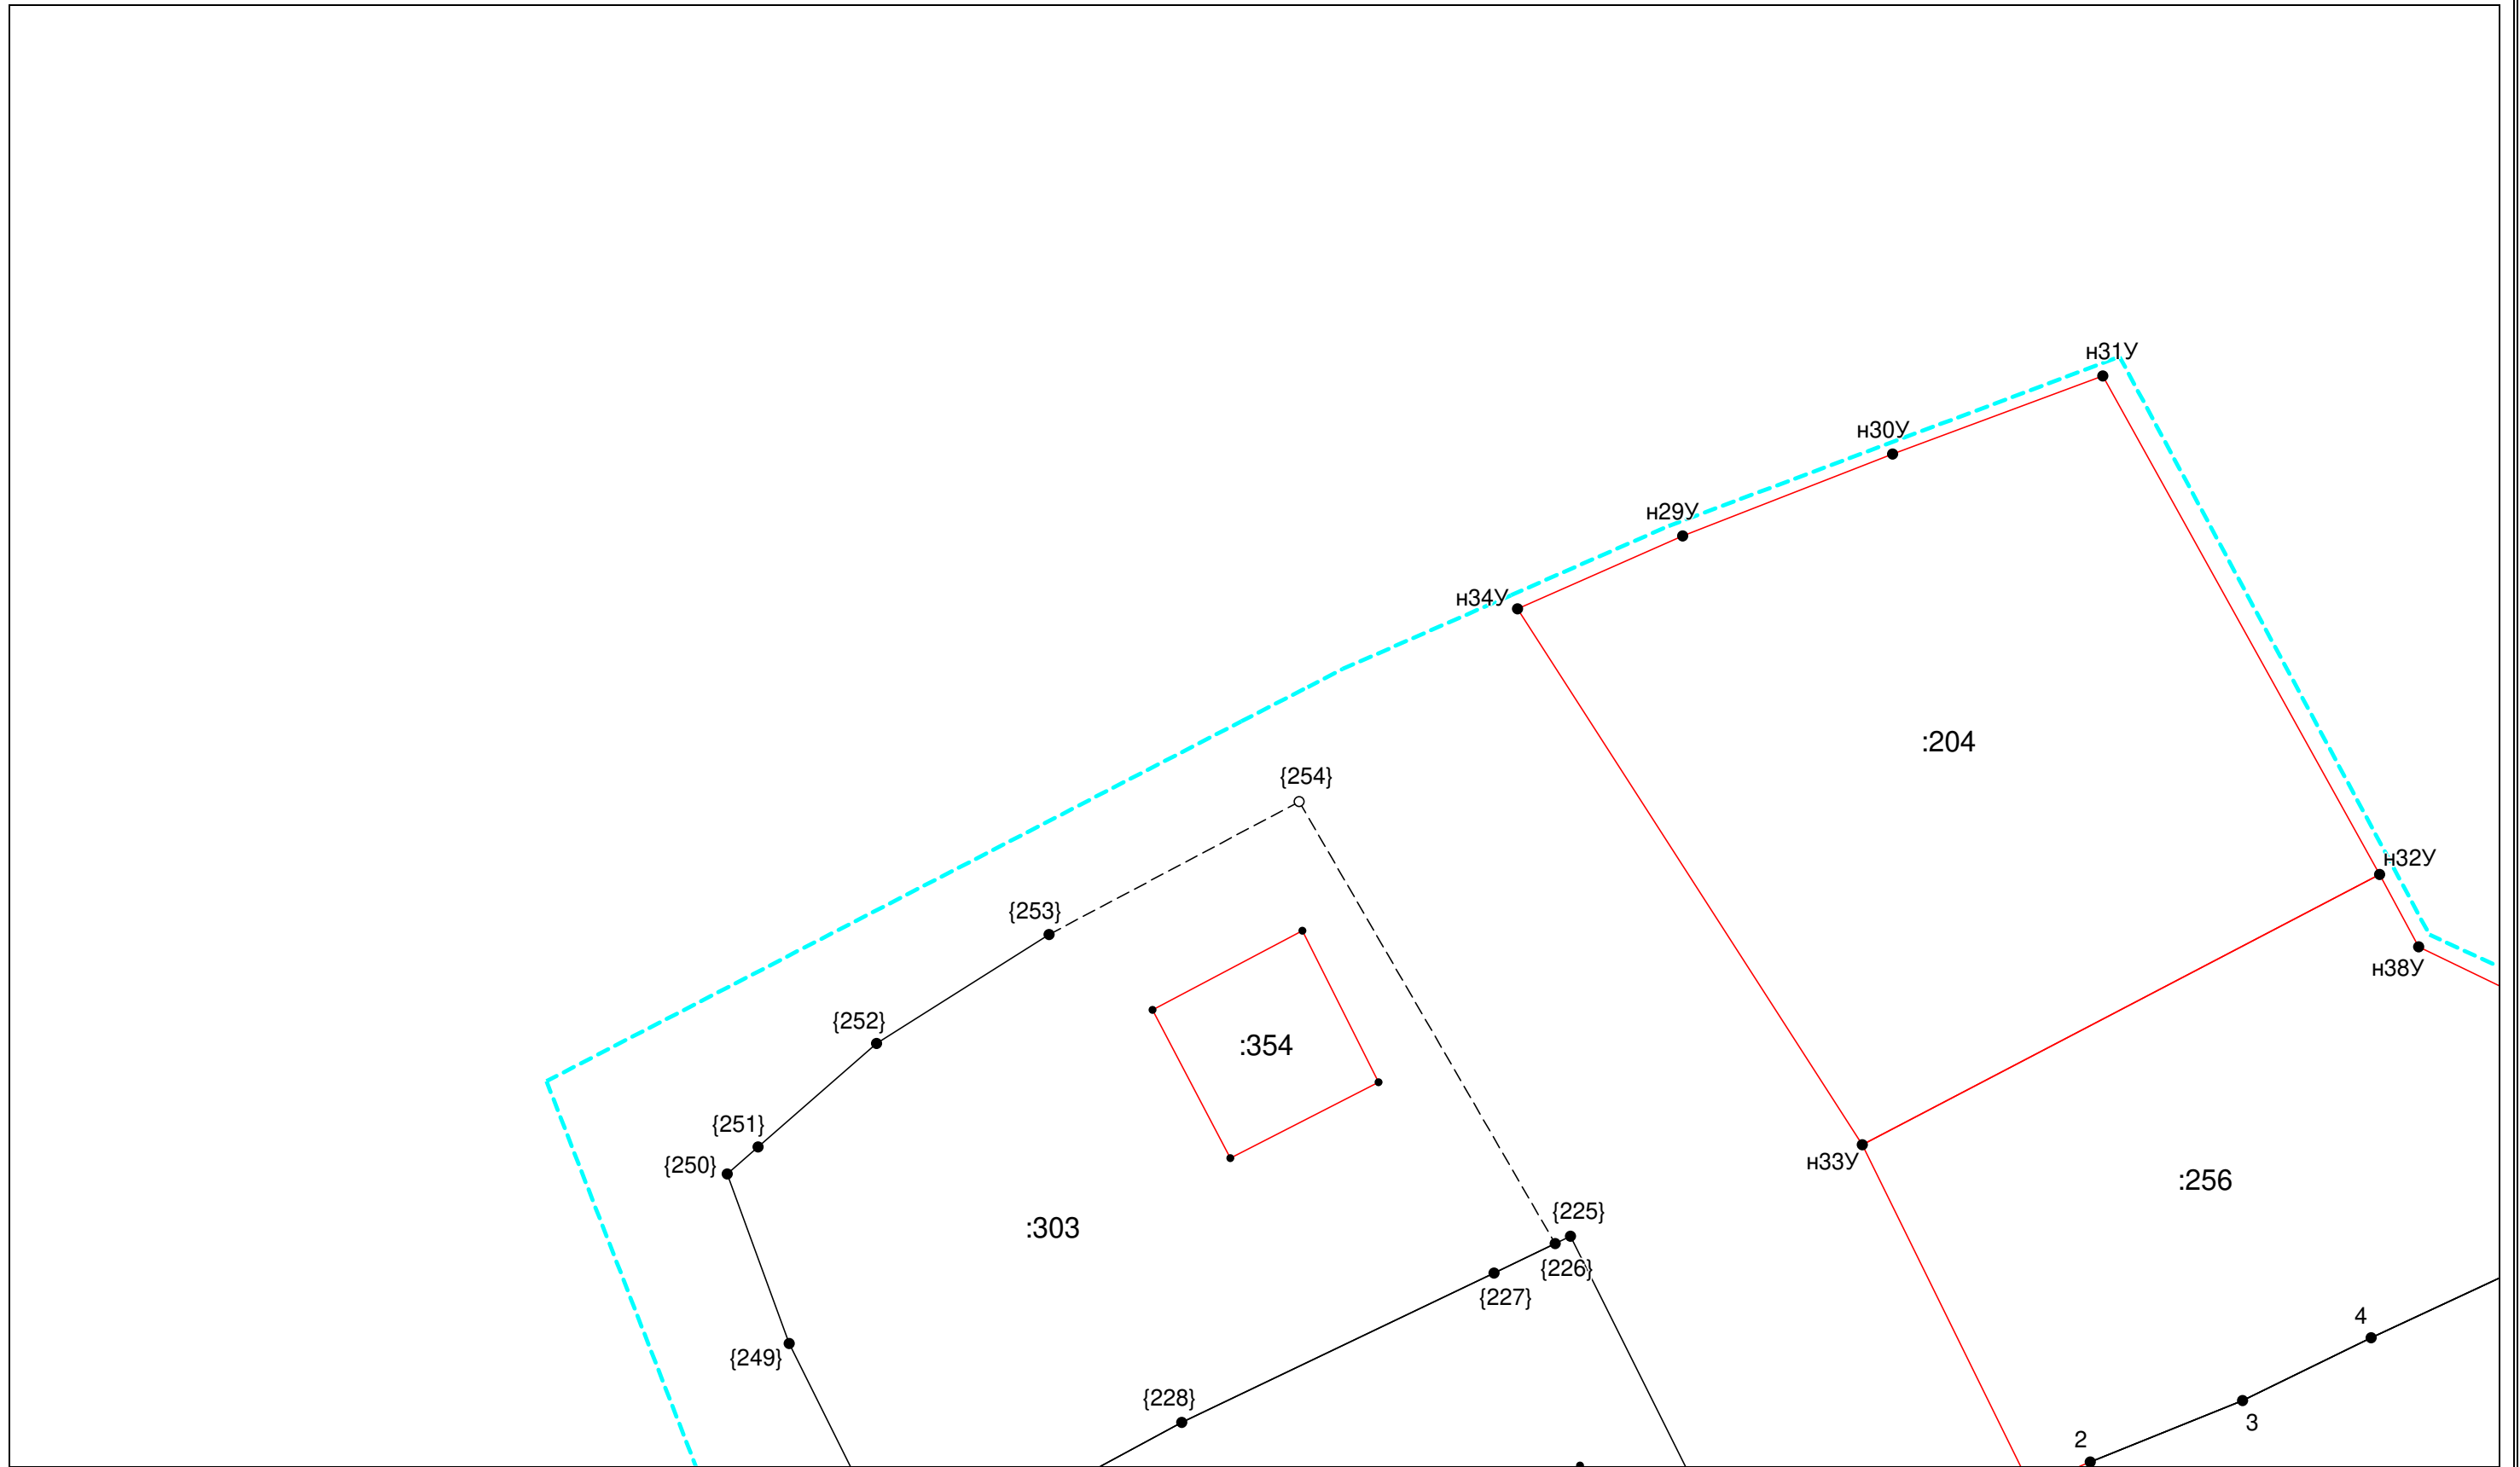 н31У
н30У
н29У
н34У
:204
{254}
н32У
{253}
н38У
{252}
:354
{251}
{250}
н33У
:256
{225}
:303
{226}
{227}
4
{249}
{228}
3
2